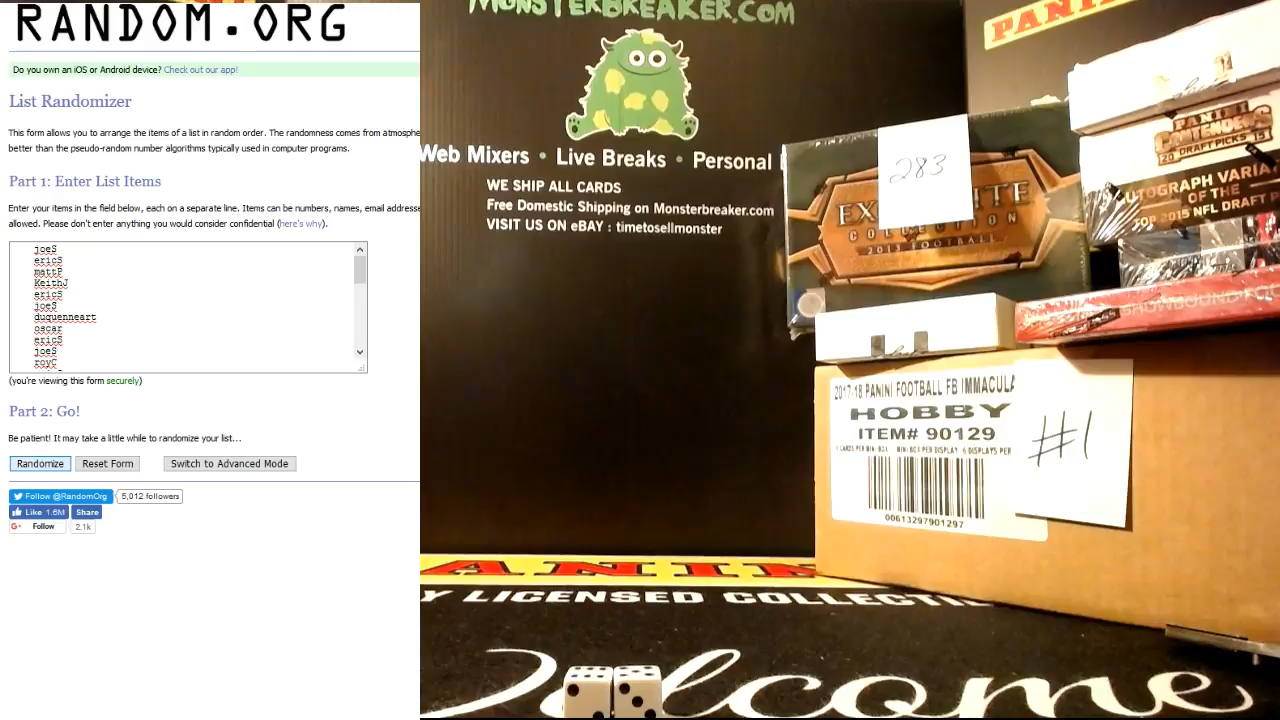 RANDOM.ORG
Do you own an iOS or Android device? Check out our app!
List Randomizer
This form allows you to arrange the items of a list in random order. The randomness comes from atmosphe
better than the pseudo-random number algorithms typically used in computer programs.
Part 1: Enter List Items
Enter your items in the field below, each on a separate line. Items can be numbers, names, email addresse
allowed. Please don't enter anything you would consider confidential (here's why).
joeS
ericS
mattP
KeithJ
ericS
joeS
duquenneart
oscar
ericS
joeS
royC
(you're viewing this form securely)
Part 2: Go!
Be patient! It may take a little while to randomize your list...
Randomize
Reset Form
Switch to Advanced Mode
Follow @RandomOrg
5,012 followers
Like 1.6M
Share
G+ Follow
2.1k
MONSTERBREAKER.COM
Web Mixers • Live Breaks • Personal
WE SHIP ALL CARDS
Free Domestic Shipping on Monsterbreaker.com
VISIT US ON eBAY : timetosellmonster
PANINI
283
COLLECTION
2013 FOOTBALL
PANINI
CONTENDERS
20 DRAFT PICKS 15
AUTOGRAPH VARIA
OF THE
TOP 2015 NFL DRAFT P
2017-18 PANINI FOOTBALL FB IMMACULA
HOBBY
ITEM# 90129
00613297901297
#1
ANINI
Y LICENSED COLLECTI
Welcome